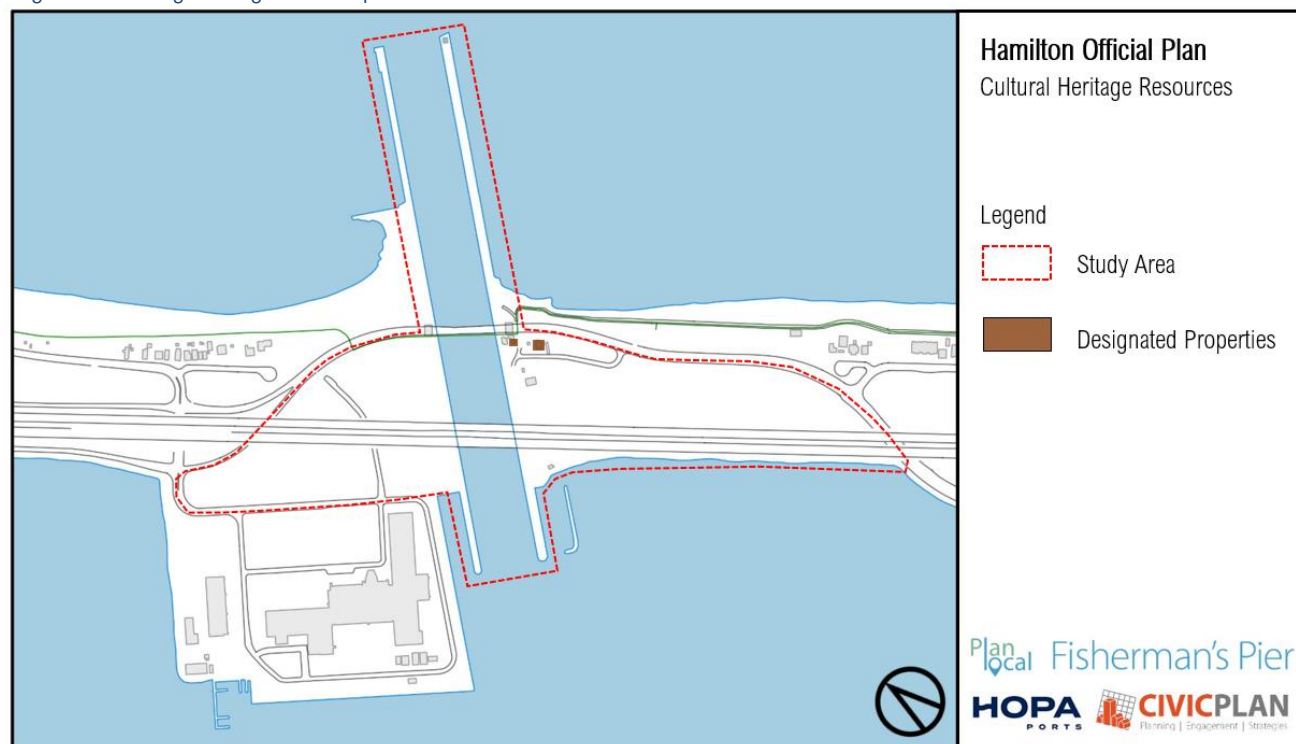 Hamilton Official Plan
Cultural Heritage Resources
Legend
Study Area
Designated Properties
Plan Local Fisherman's Pier
HOPA PORTS CIVICPLAN
Planning | Engagement | Strategies